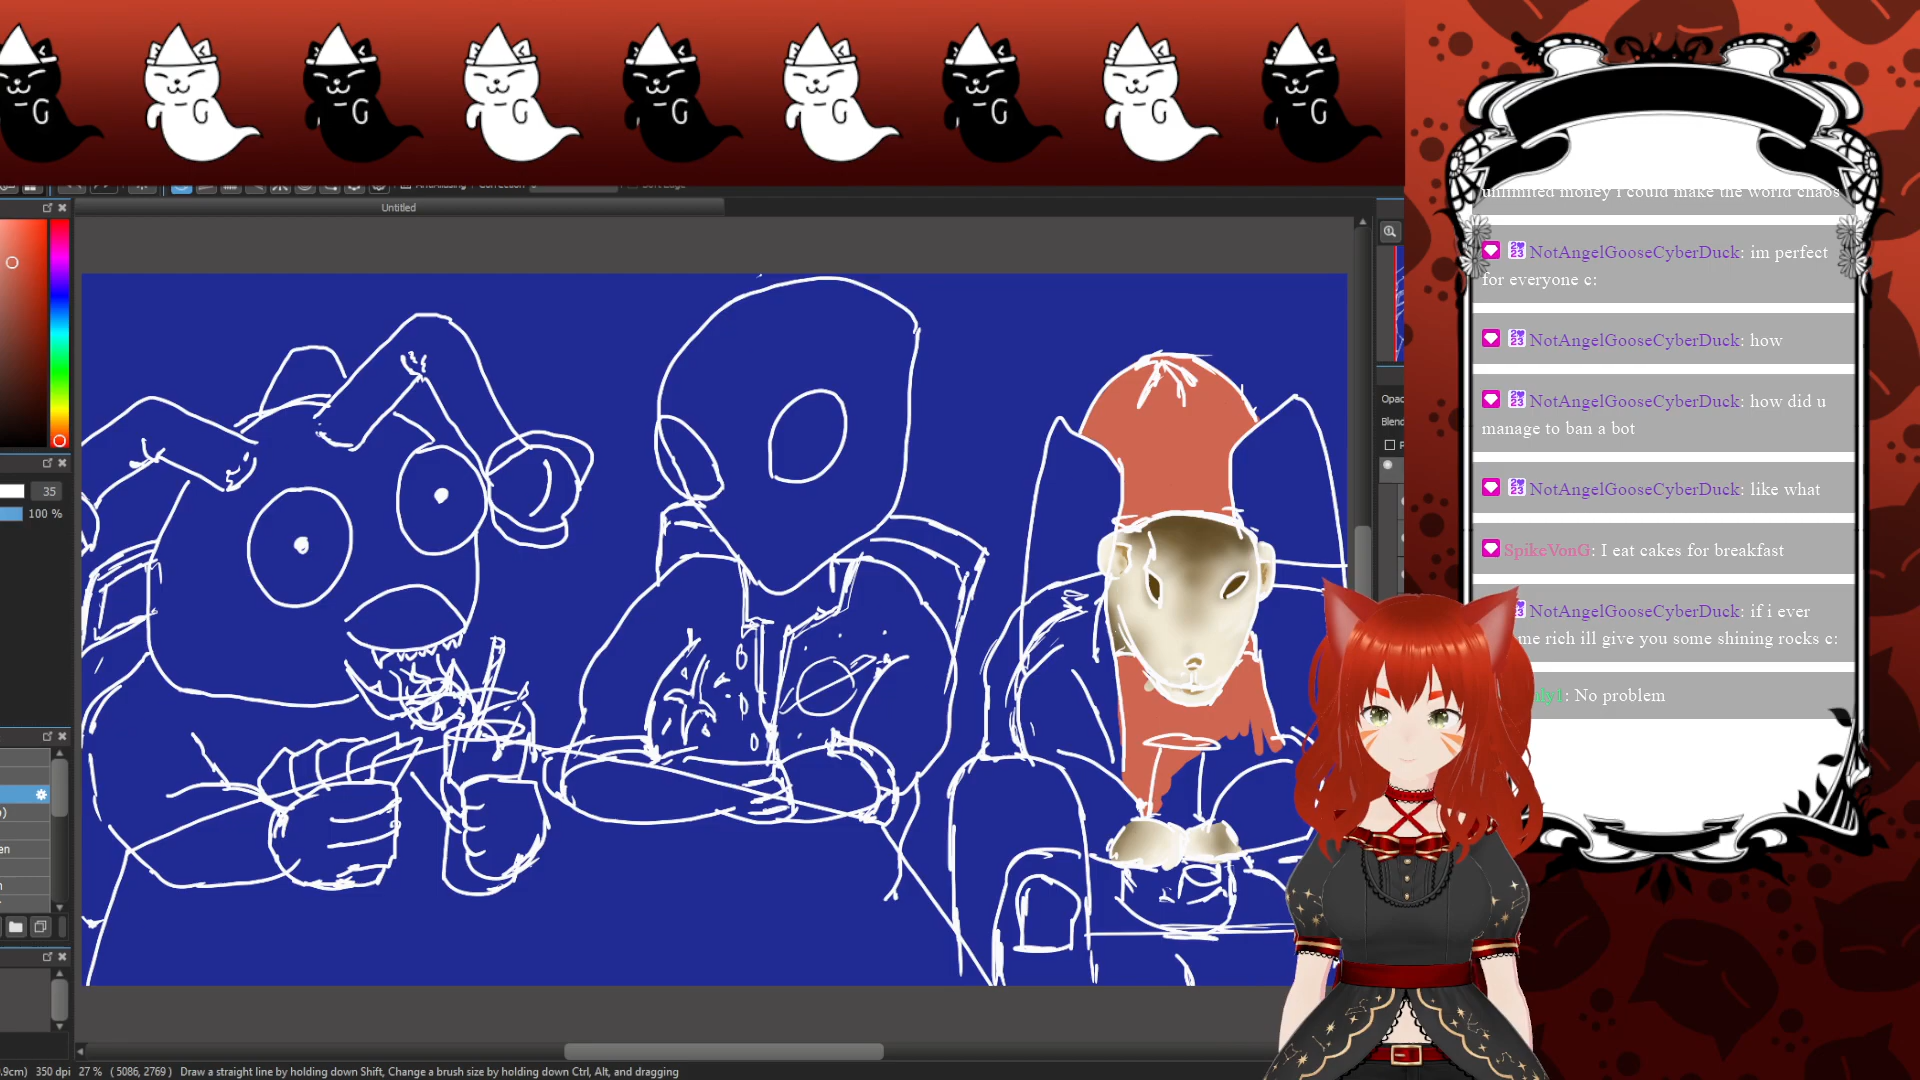 G G G G G G G G G
Untitled
35
100 %
Opac
Blend
unlimited money i could make the world chaos
NotAngelGooseCyberDuck: im perfect
for everyone c:
NotAngelGooseCyberDuck: how
NotAngelGooseCyberDuck: how did u
manage to ban a bot
NotAngelGooseCyberDuck: like what
SpikeVonG: I eat cakes for breakfast
NotAngelGooseCyberDuck: if i ever
me rich ill give you some shining rocks c:
: No problem
.9cm) 350 dpi 27 % ( 5086, 2769 ) Draw a straight line by holding down Shift, Change a brush size by holding down Ctrl, Alt, and dragging